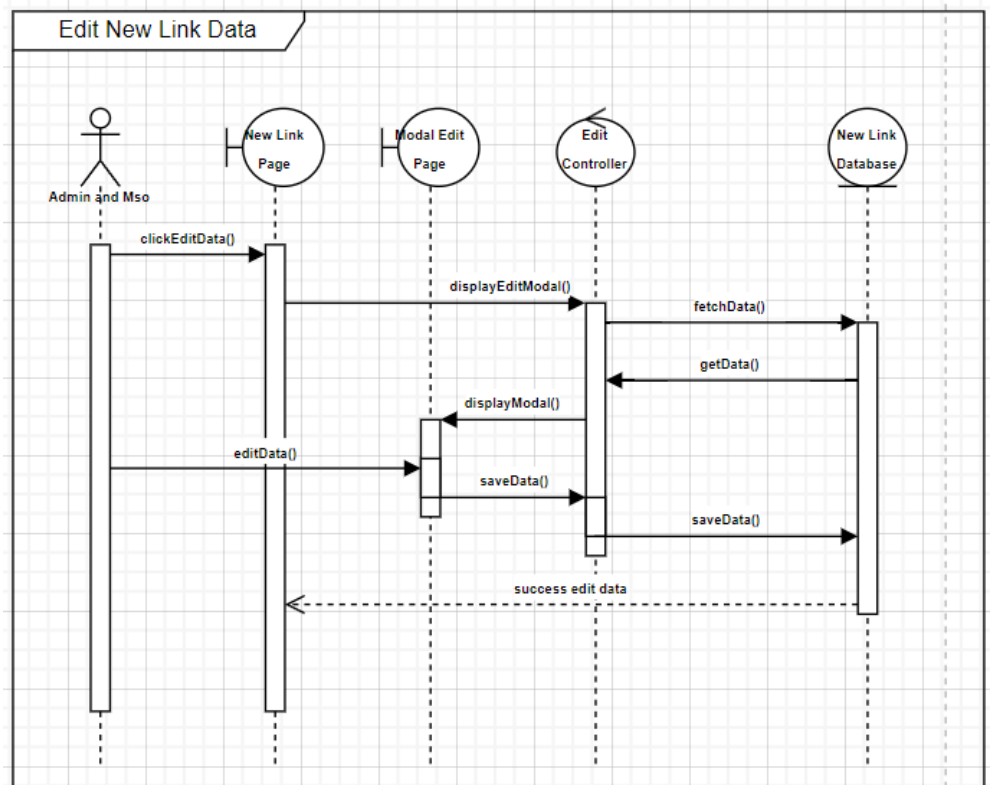 Edit New Link Data
New Link
Page
Modal Edit
Page
Edit
Controller
New Link
Database
Admin and Mso
clickEditData()
displayEditModal()
fetchData()
getData()
displayModal()
editData()
saveData()
saveData()
success edit data